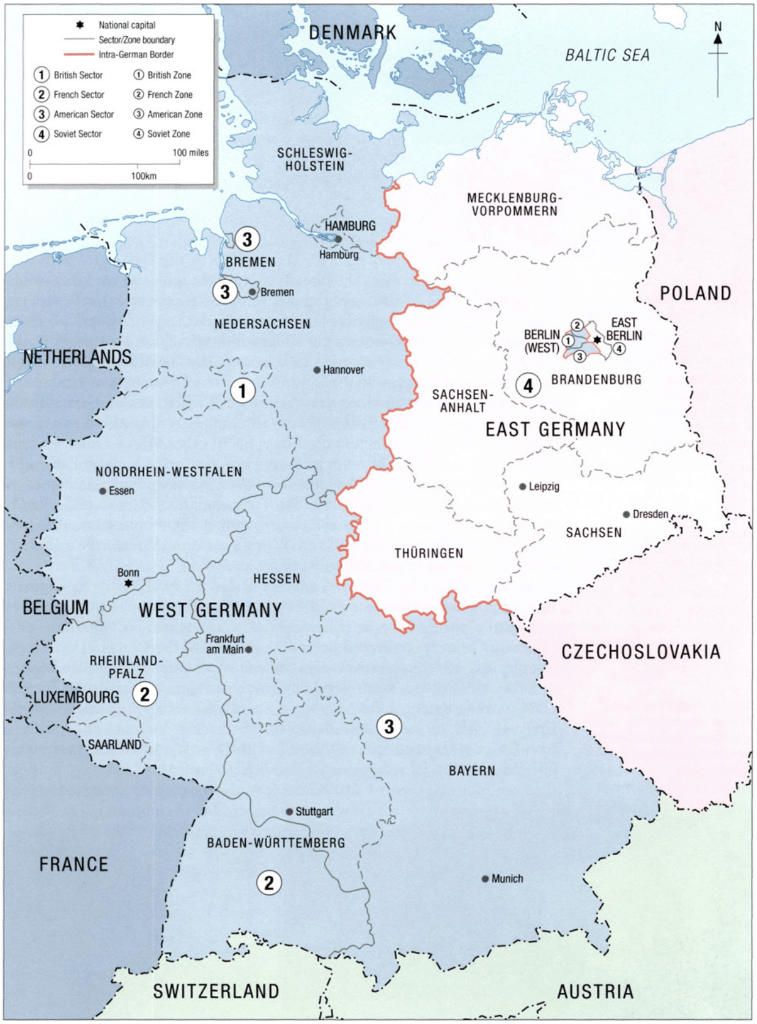 National capital
Sector/Zone boundary
Intra-German Border
1 British Sector
1 British Zone
2 French Sector
2 French Zone
3 American Sector
3 American Zone
4 Soviet Sector
4 Soviet Zone
0
100 miles
0
100km
DENMARK
BALTIC SEA
N
SCHLESWIG-
HOLSTEIN
MECKLENBURG-
VORPOMMERN
HAMBURG
Hamburg
3
BREMEN
3
Bremen
NEDERSACHSEN
POLAND
NETHERLANDS
BERLIN
(WEST)
2
1
3
EAST
BERLIN
4
Hannover
1
4
BRANDENBURG
SACHSEN-
ANHALT
EAST GERMANY
NORDRHEIN-WESTFALEN
Essen
Leipzig
Dresden
SACHSEN
THÜRINGEN
Bonn
HESSEN
BELGIUM
WEST GERMANY
Frankfurt
am Main
CZECHOSLOVAKIA
RHEINLAND-
PFALZ
2
LUXEMBOURG
SAARLAND
3
BAYERN
Stuttgart
BADEN-WÜRTTEMBERG
FRANCE
2
Munich
SWITZERLAND
AUSTRIA